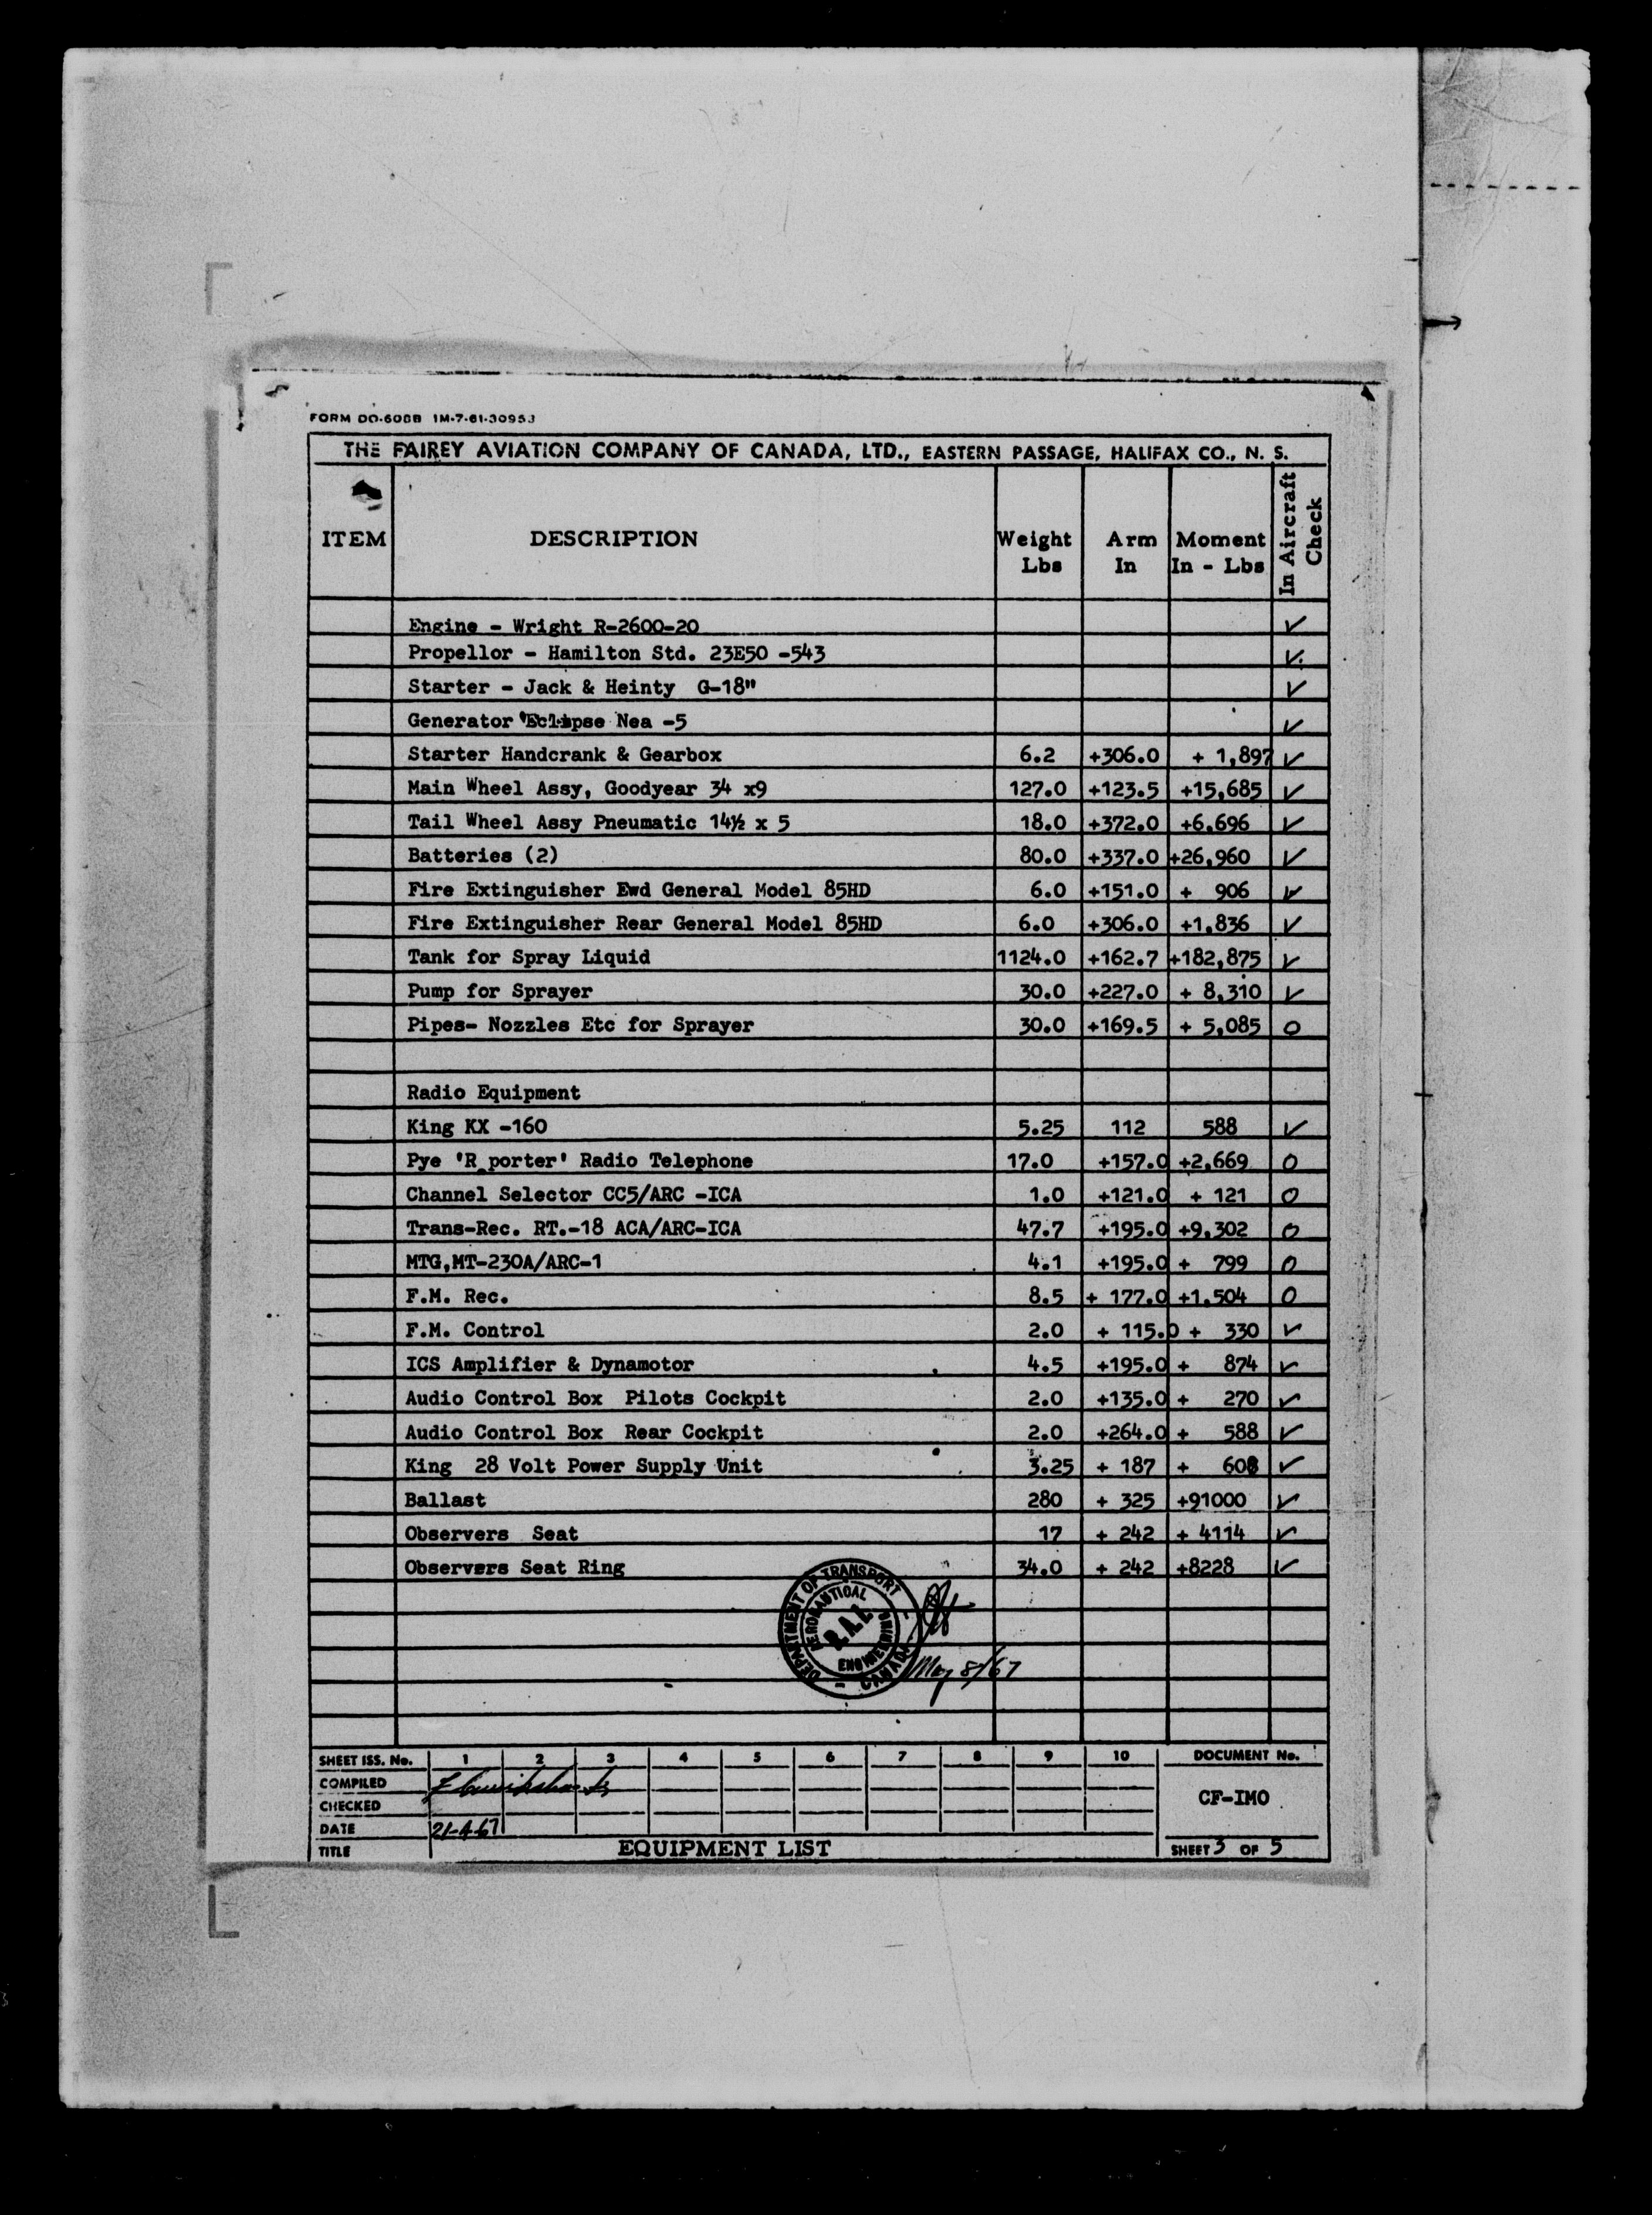 FORM DO-608B 1M-7-61-30953
THE FAIREY AVIATION COMPANY OF CANADA, LTD., EASTERN PASSAGE, HALIFAX CO., N. S.
ITEM DESCRIPTION Weight Lbs Arm In Moment In - Lbs In Aircraft Check
Engine - Wright R-2600-20 ✓
Propellor - Hamilton Std. 23E50 -543 ✓
Starter - Jack & Heinty G-18" ✓
Generator Eclipse Nea -5 ✓
Starter Handcrank & Gearbox 6.2 +306.0 + 1,897 ✓
Main Wheel Assy, Goodyear 34 x9 127.0 +123.5 +15,685 ✓
Tail Wheel Assy Pneumatic 14½ x 5 18.0 +372.0 +6,696 ✓
Batteries (2) 80.0 +337.0 +26,960 ✓
Fire Extinguisher Ewd General Model 85HD 6.0 +151.0 + 906 ✓
Fire Extinguisher Rear General Model 85HD 6.0 +306.0 +1,836 ✓
Tank for Spray Liquid 1124.0 +162.7 +182,875 ✓
Pump for Sprayer 30.0 +227.0 + 8,310 ✓
Pipes- Nozzles Etc for Sprayer 30.0 +169.5 + 5,085 O
Radio Equipment
King KX -160 5.25 112 588 ✓
Pye 'R porter' Radio Telephone 17.0 +157.0 +2,669 O
Channel Selector CC5/ARC -ICA 1.0 +121.0 + 121 O
Trans-Rec. RT.-18 ACA/ARC-ICA 47.7 +195.0 +9,302 O
MTG,MT-230A/ARC-1 4.1 +195.0 + 799 O
F.M. Rec. 8.5 + 177.0 +1,504 O
F.M. Control 2.0 + 115.0 + 330 ✓
ICS Amplifier & Dynamotor 4.5 +195.0 + 874 ✓
Audio Control Box Pilots Cockpit 2.0 +135.0 + 270 ✓
Audio Control Box Rear Cockpit 2.0 +264.0 + 588 ✓
King 28 Volt Power Supply Unit 3.25 + 187 + 608 ✓
Ballast 280 + 325 +91000 ✓
Observers Seat 17 + 242 + 4114 ✓
Observers Seat Ring 34.0 + 242 +8228 ✓
DEPARTMENT OF TRANSPORT
AERONAUTICAL
ENGINEERING
CANADA
May 8/67
SHEET ISS. No. 1 2 3 4 5 6 7 8 9 10 DOCUMENT No.
COMPILED
CHECKED CF-IMO
DATE 21-4-67
TITLE EQUIPMENT LIST SHEET 3 OF 5